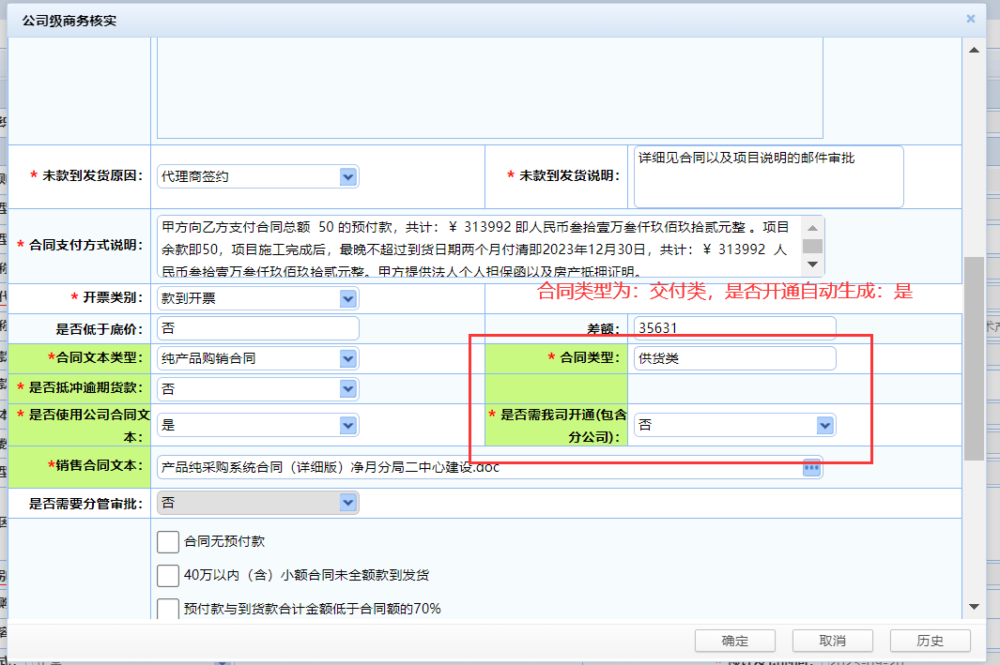 公司级商务核实
* 未款到发货原因: 代理商签约 * 未款到发货说明: 详细见合同以及项目说明的邮件审批
* 合同支付方式说明:
甲方向乙方支付合同总额 50 的预付款，共计：￥ 313992 即人民币叁拾壹万叁仟玖佰玖拾贰元整 。项目
余款即50，项目施工完成后，最晚不超过到货日期两个月付清即2023年12月30日，共计：￥ 313992 人
民币叁拾壹万叁仟玖佰玖拾贰元整。甲方提供法人个人担保函以及房产抵押证明。
合同类型为：交付类，是否开通自动生成：是
* 开票类别: 款到开票
是否低于底价: 否 差额: 35631
*合同文本类型: 纯产品购销合同 * 合同类型: 供货类
* 是否抵冲逾期货款: 否
* 是否使用公司合同文
本: 是
* 是否需我司开通(包含
分公司): 否
*销售合同文本: 产品纯采购系统合同（详细版）净月分局二中心建设.doc
是否需要分管审批: 否
合同无预付款
40万以内（含）小额合同未全额款到发货
预付款与到货款合计金额低于合同额的70%
确定 取消 历史